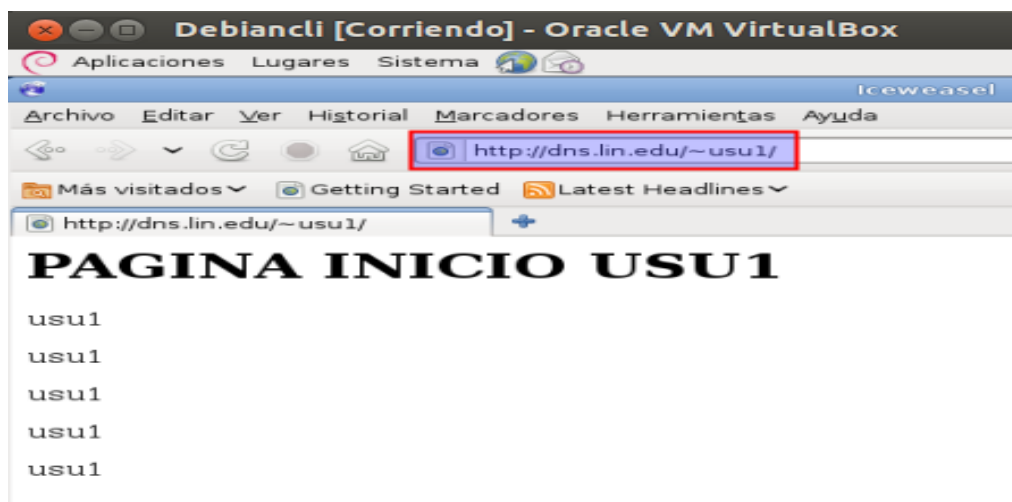 Debiancli [Corriendo] - Oracle VM VirtualBox
Aplicaciones Lugares Sistema
Iceweasel
Archivo Editar Ver Historial Marcadores Herramientas Ayuda
http://dns.lin.edu/~usu1/
Más visitados Getting Started Latest Headlines
http://dns.lin.edu/~usu1/
PAGINA INICIO USU1
usu1
usu1
usu1
usu1
usu1